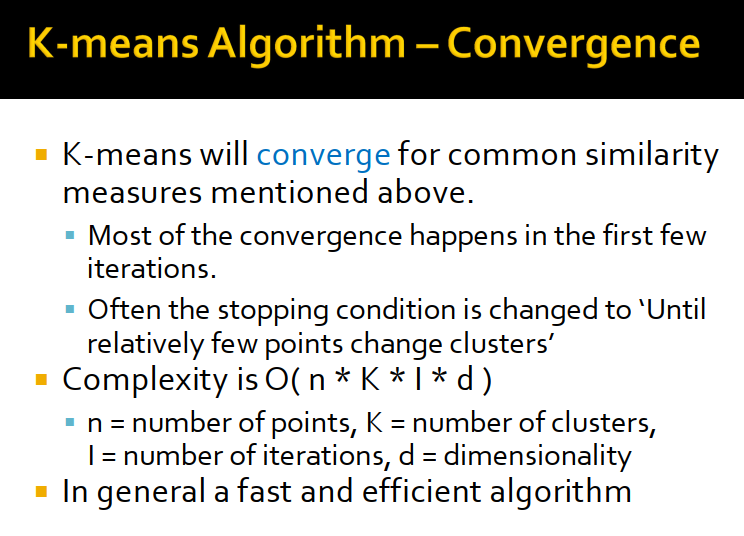 K-means Algorithm – Convergence
▪ K-means will converge for common similarity
measures mentioned above.
▪ Most of the convergence happens in the first few
iterations.
▪ Often the stopping condition is changed to ‘Until
relatively few points change clusters’
▪ Complexity is O( n * K * I * d )
▪ n = number of points, K = number of clusters,
I = number of iterations, d = dimensionality
▪ In general a fast and efficient algorithm